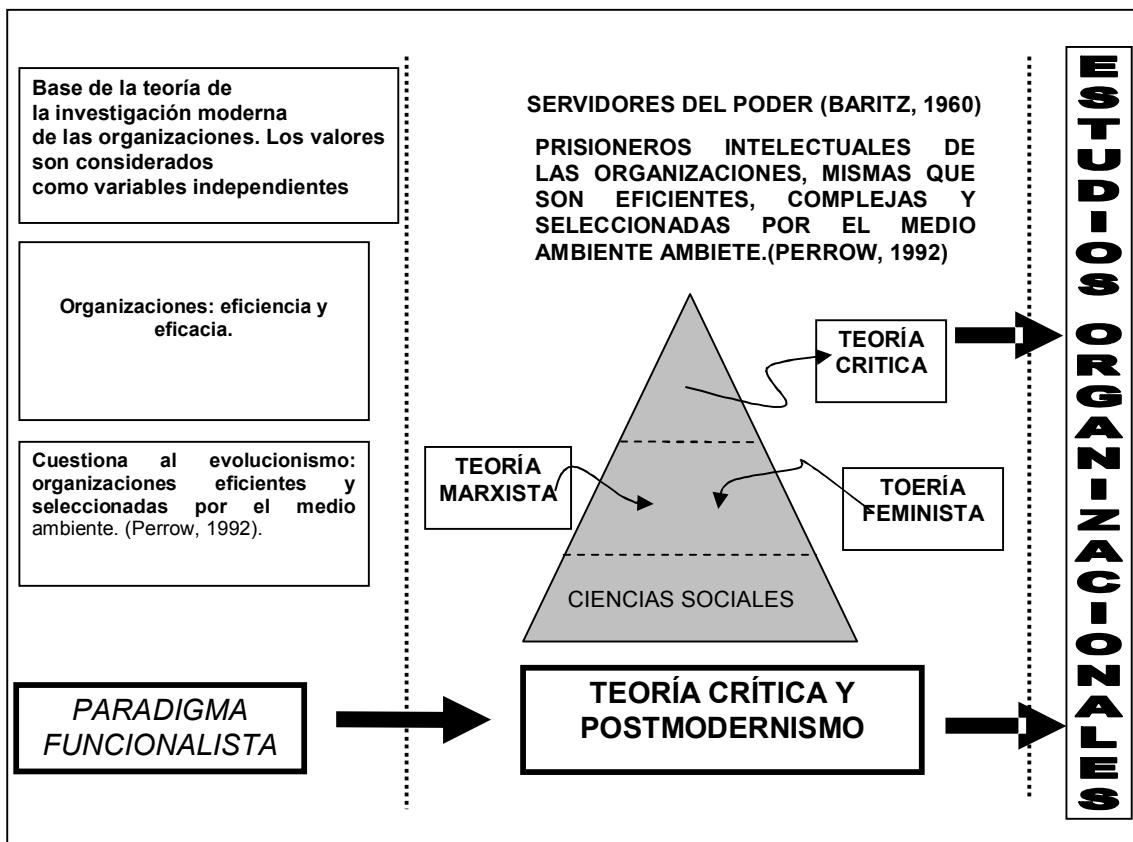 Base de la teoría de
la investigación moderna
de las organizaciones. Los valores
son considerados
como variables independientes
Organizaciones: eficiencia y
eficacia.
Cuestiona al evolucionismo:
organizaciones eficientes y
seleccionadas por el medio
ambiente. (Perrow, 1992).
PARADIGMA
FUNCIONALISTA
SERVIDORES DEL PODER (BARITZ, 1960)
PRISIONEROS INTELECTUALES DE
LAS ORGANIZACIONES, MISMAS QUE
SON EFICIENTES, COMPLEJAS Y
SELECCIONADAS POR EL MEDIO
AMBIENTE AMBIETE.(PERROW, 1992)
TEORÍA
CRITICA
TEORÍA
MARXISTA
TOERÍA
FEMINISTA
CIENCIAS SOCIALES
TEORÍA CRÍTICA Y
POSTMODERNISMO
ESTUDIOS ORGANIZACIONALES